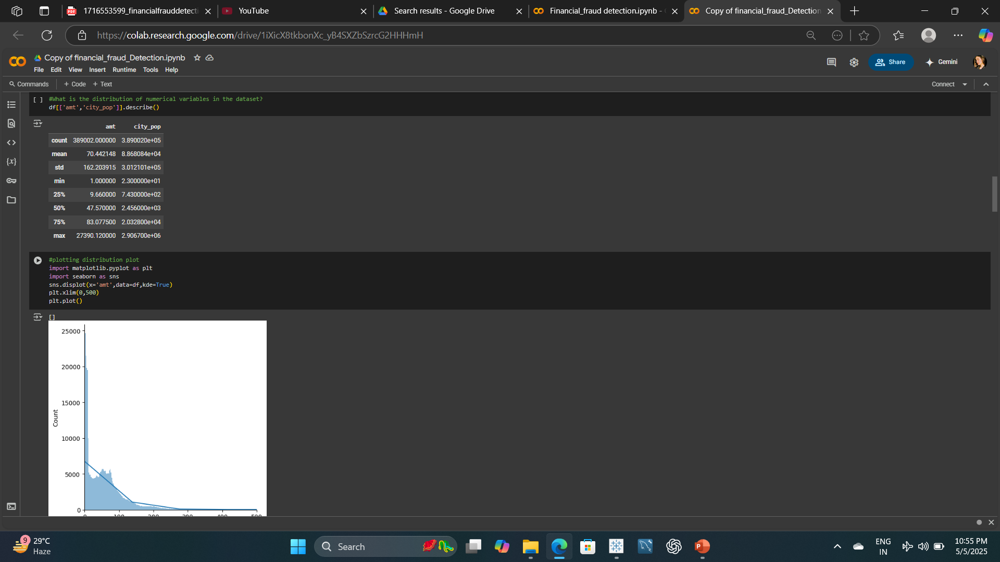 1716553599_financialfrauddetecti
YouTube
Search results - Google Drive
Financial_fraud detection.ipynb -
Copy of financial_fraud_Detection
https://colab.research.google.com/drive/1iXicX8tkbonXc_yB4SXZbSzrcG2HHHmH
Copy of financial_fraud_Detection.ipynb
File Edit View Insert Runtime Tools Help
Share
Gemini
Commands + Code + Text
Connect
[ ] #What is the distribution of numerical variables in the dataset?
df[['amt','city_pop']].describe()
amt city_pop
count 389002.000000 3.890020e+05
mean 70.442148 8.868084e+04
std 162.203915 3.012101e+05
min 1.000000 2.300000e+01
25% 9.660000 7.430000e+02
50% 47.570000 2.456000e+03
75% 83.077500 2.032800e+04
max 27390.120000 2.906700e+06
#plotting distribution plot
import matplotlib.pyplot as plt
import seaborn as sns
sns.displot(x='amt',data=df,kde=True)
plt.xlim(0,500)
plt.plot()
[]
25000
20000
15000
10000
5000
0
Count
0 100 200 300 400 500
9
29°C
Haze
Search
ENG
IN
10:55 PM
5/5/2025